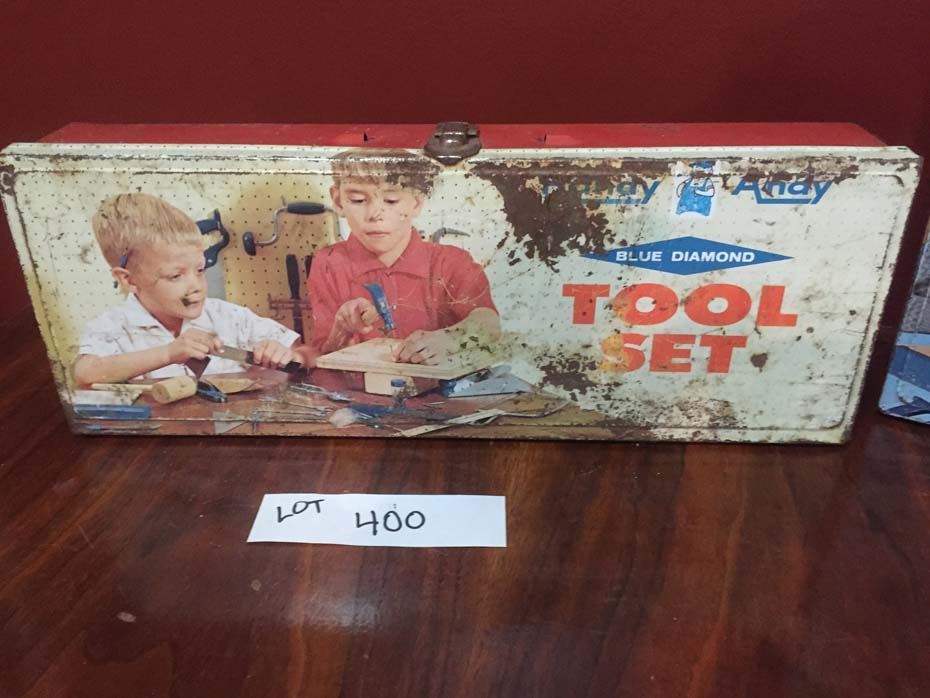 Handy Andy
BLUE DIAMOND
TOOL
SET
LOT 400